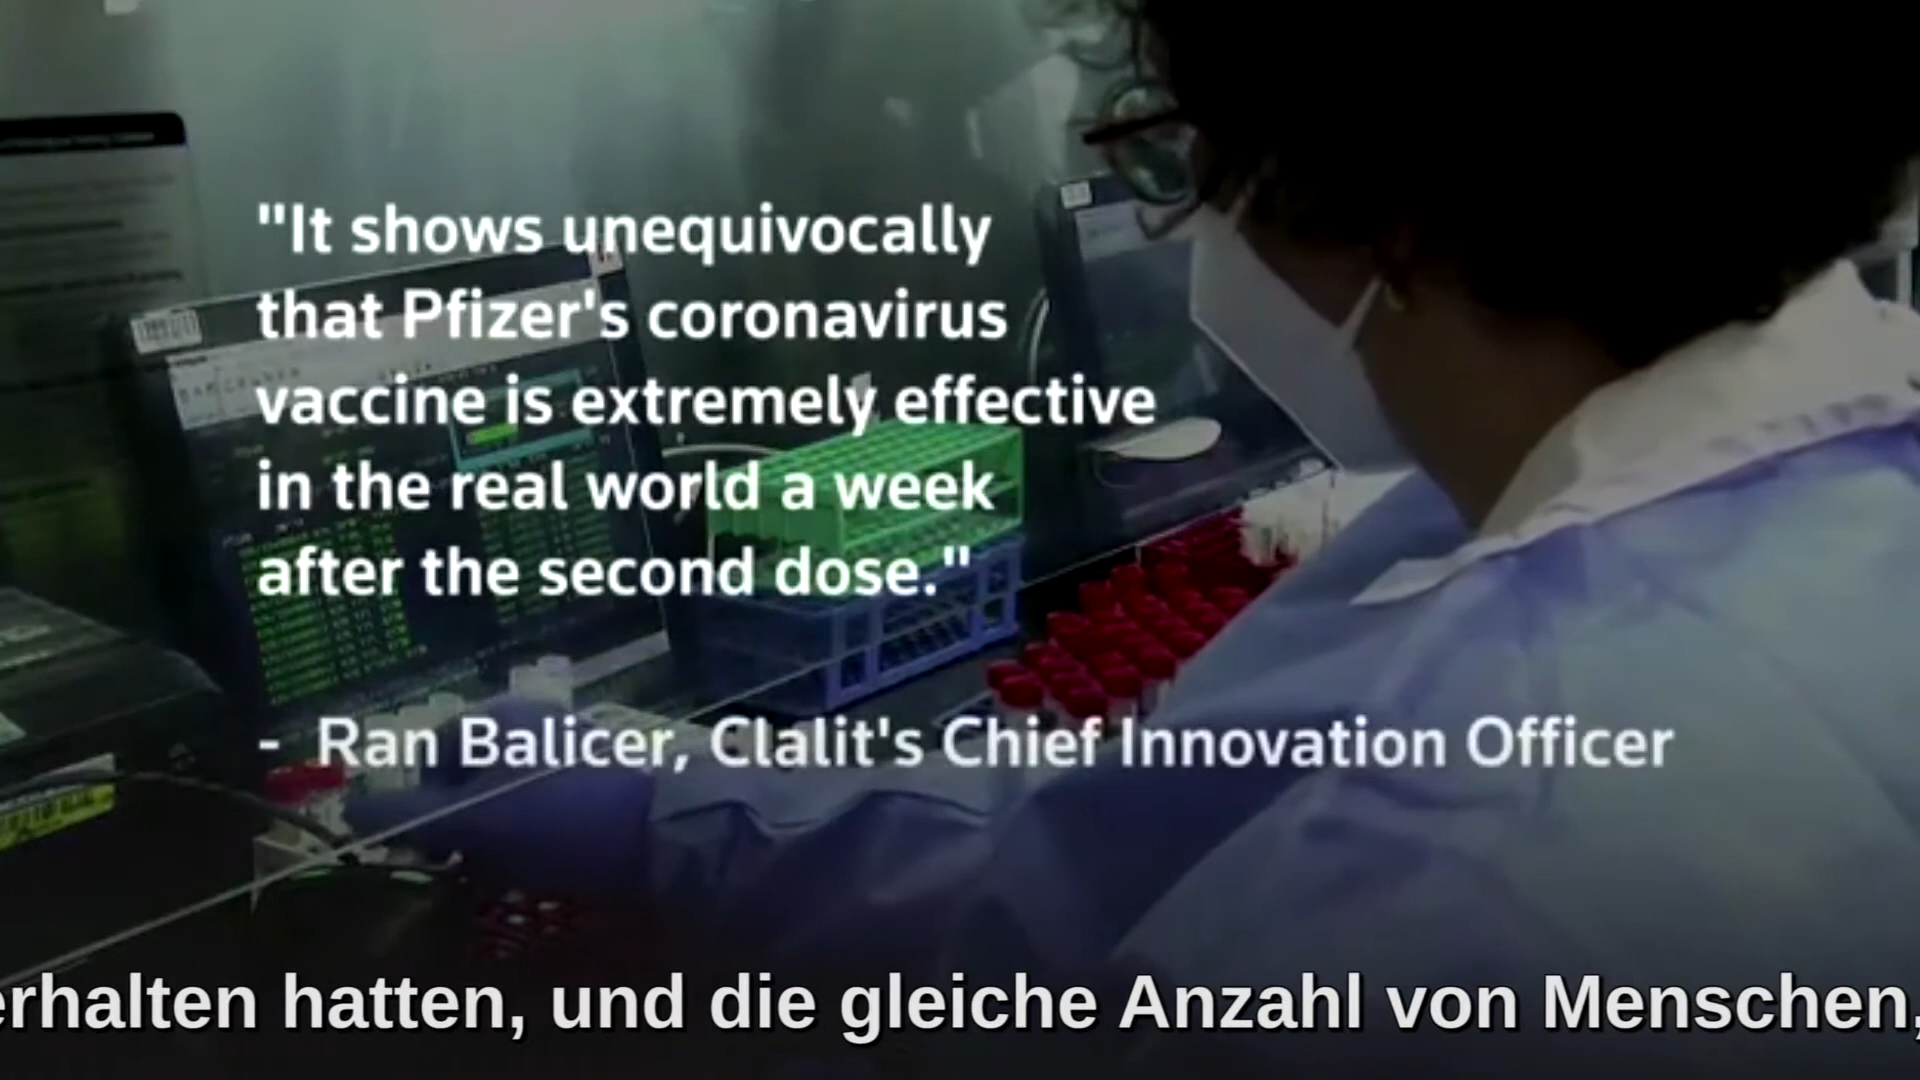 "It shows unequivocally
that Pfizer's coronavirus
vaccine is extremely effective
in the real world a week
after the second dose."
- Ran Balicer, Clalit's Chief Innovation Officer
erhalten hatten, und die gleiche Anzahl von Menschen,